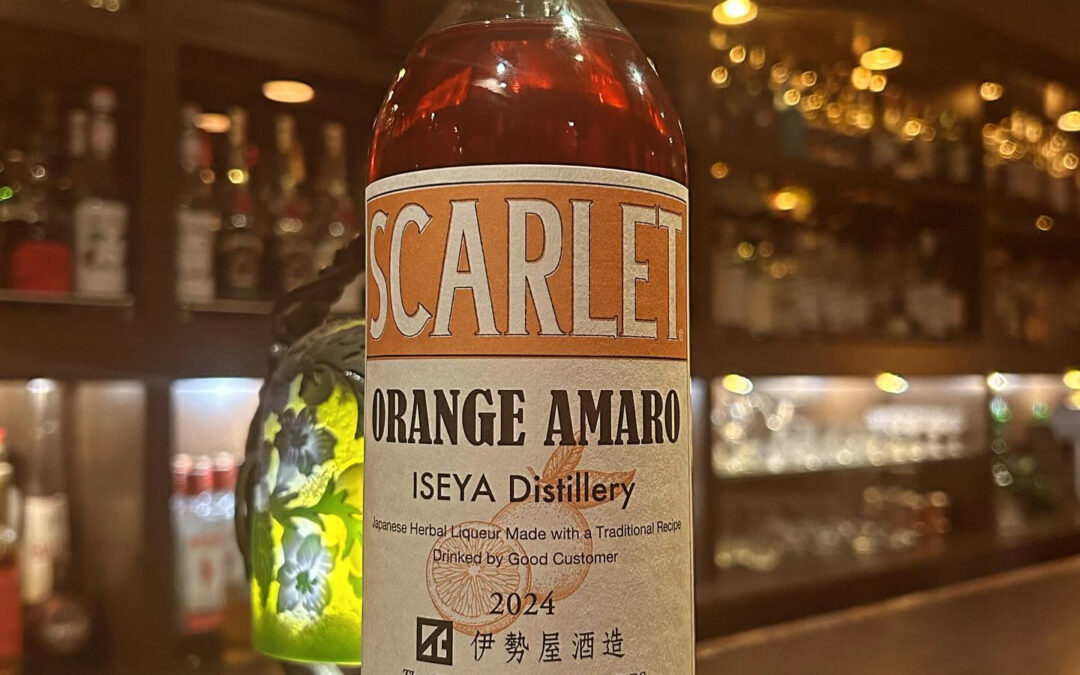 SCARLET
ORANGE AMARO
ISEYA Distillery
Japanese Herbal Liqueur Made with a Traditional Recipe
Drinked by Good Customer
2024
伊勢屋酒造